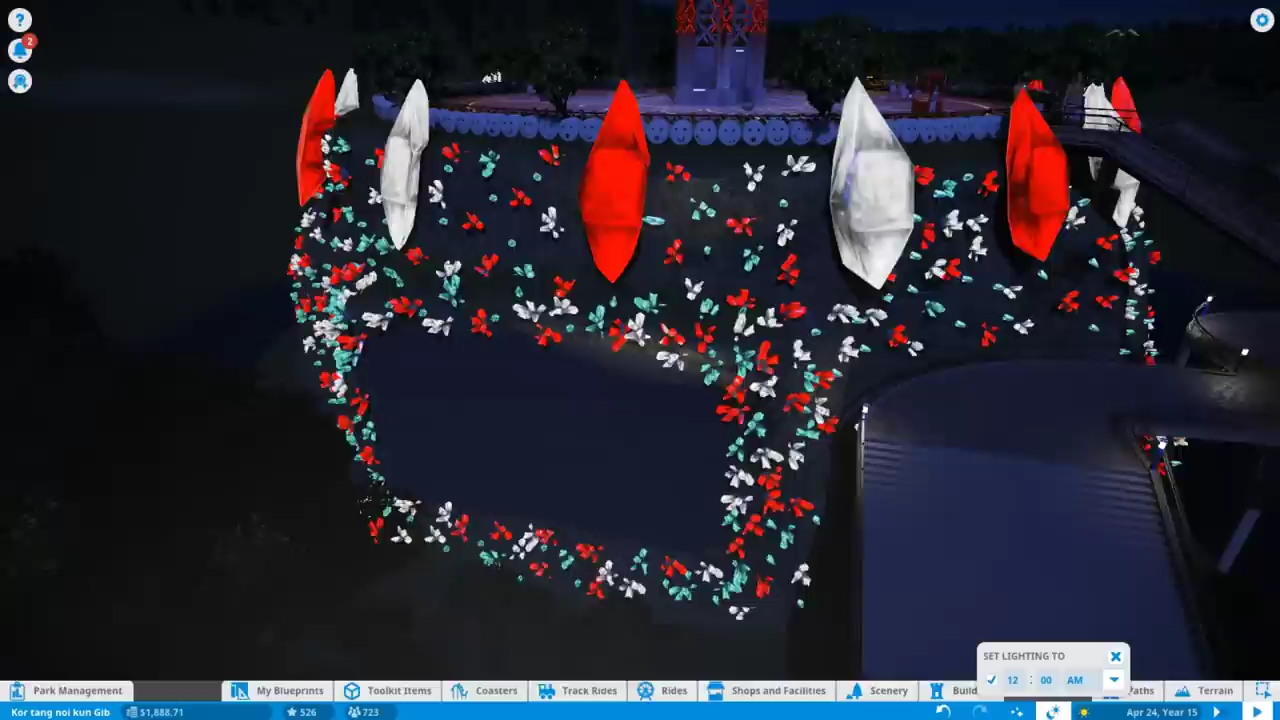 ?
2
SET LIGHTING TO
12 : 00 AM
Park Management My Blueprints Toolkit Items Coasters Track Rides Rides Shops and Facilities Scenery Paths Terrain
Kor tang noi kun Gib $1,888.71 526 723 Apr 24, Year 15